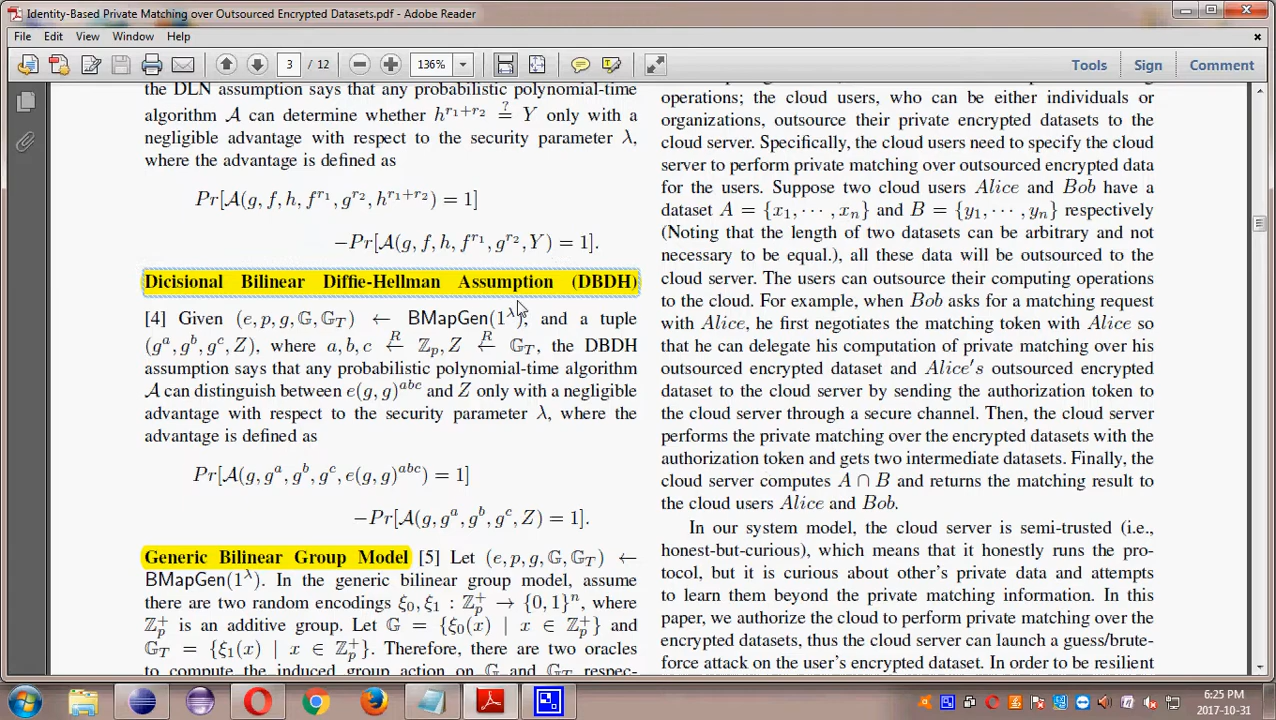 Identity-Based Private Matching over Outsourced Encrypted Datasets.pdf - Adobe Reader
File Edit View Window Help
3 / 12 136% Tools Sign Comment
the DLN assumption says that any probabilistic polynomial-time
algorithm 𝒜 can determine whether h^{r₁+r₂} ≟ Y only with a
negligible advantage with respect to the security parameter λ,
where the advantage is defined as
Pr[𝒜(g, f, h, f^{r₁}, g^{r₂}, h^{r₁+r₂}) = 1]
−Pr[𝒜(g, f, h, f^{r₁}, g^{r₂}, Y) = 1].
Dicisional Bilinear Diffie-Hellman Assumption (DBDH)
[4] Given (e, p, g, 𝔾, 𝔾_T) ← BMapGen(1^λ), and a tuple
(g^a, g^b, g^c, Z), where a, b, c ←^R ℤ_p, Z ←^R 𝔾_T, the DBDH
assumption says that any probabilistic polynomial-time algorithm
𝒜 can distinguish between e(g, g)^{abc} and Z only with a negligible
advantage with respect to the security parameter λ, where the
advantage is defined as
Pr[𝒜(g, g^a, g^b, g^c, e(g, g)^{abc}) = 1]
−Pr[𝒜(g, g^a, g^b, g^c, Z) = 1].
Generic Bilinear Group Model [5] Let (e, p, g, 𝔾, 𝔾_T) ←
BMapGen(1^λ). In the generic bilinear group model, assume
there are two random encodings ξ₀, ξ₁ : ℤ_p^+ → {0, 1}^n, where
ℤ_p^+ is an additive group. Let 𝔾 = {ξ₀(x) | x ∈ ℤ_p^+} and
𝔾_T = {ξ₁(x) | x ∈ ℤ_p^+}. Therefore, there are two oracles
to compute the induced group action on 𝔾 and 𝔾_T respec-
operations; the cloud users, who can be either individuals or
organizations, outsource their private encrypted datasets to the
cloud server. Specifically, the cloud users need to specify the cloud
server to perform private matching over outsourced encrypted data
for the users. Suppose two cloud users Alice and Bob have a
dataset A = {x₁, ⋯ , xₙ} and B = {y₁, ⋯ , yₙ} respectively
(Noting that the length of two datasets can be arbitrary and not
necessary to be equal.), all these data will be outsourced to the
cloud server. The users can outsource their computing operations
to the cloud. For example, when Bob asks for a matching request
with Alice, he first negotiates the matching token with Alice so
that he can delegate his computation of private matching over his
outsourced encrypted dataset and Alice′s outsourced encrypted
dataset to the cloud server by sending the authorization token to
the cloud server through a secure channel. Then, the cloud server
performs the private matching over the encrypted datasets with the
authorization token and gets two intermediate datasets. Finally, the
cloud server computes A ∩ B and returns the matching result to
the cloud users Alice and Bob.
In our system model, the cloud server is semi-trusted (i.e.,
honest-but-curious), which means that it honestly runs the pro-
tocol, but it is curious about other's private data and attempts
to learn them beyond the private matching information. In this
paper, we authorize the cloud to perform private matching over the
encrypted datasets, thus the cloud server can launch a guess/brute-
force attack on the user's encrypted dataset. In order to be resilient
6:25 PM
2017-10-31